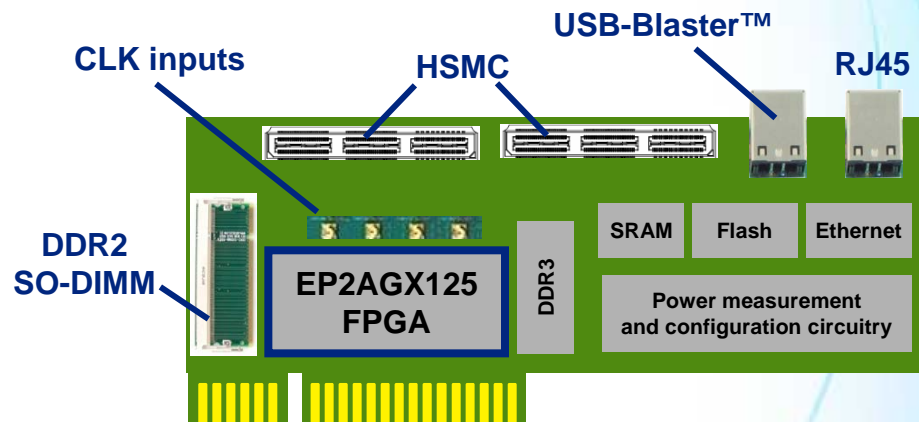 USB-Blaster™
CLK inputs
HSMC
RJ45
DDR2
SO-DIMM
EP2AGX125
FPGA
DDR3
SRAM
Flash
Ethernet
Power measurement
and configuration circuitry